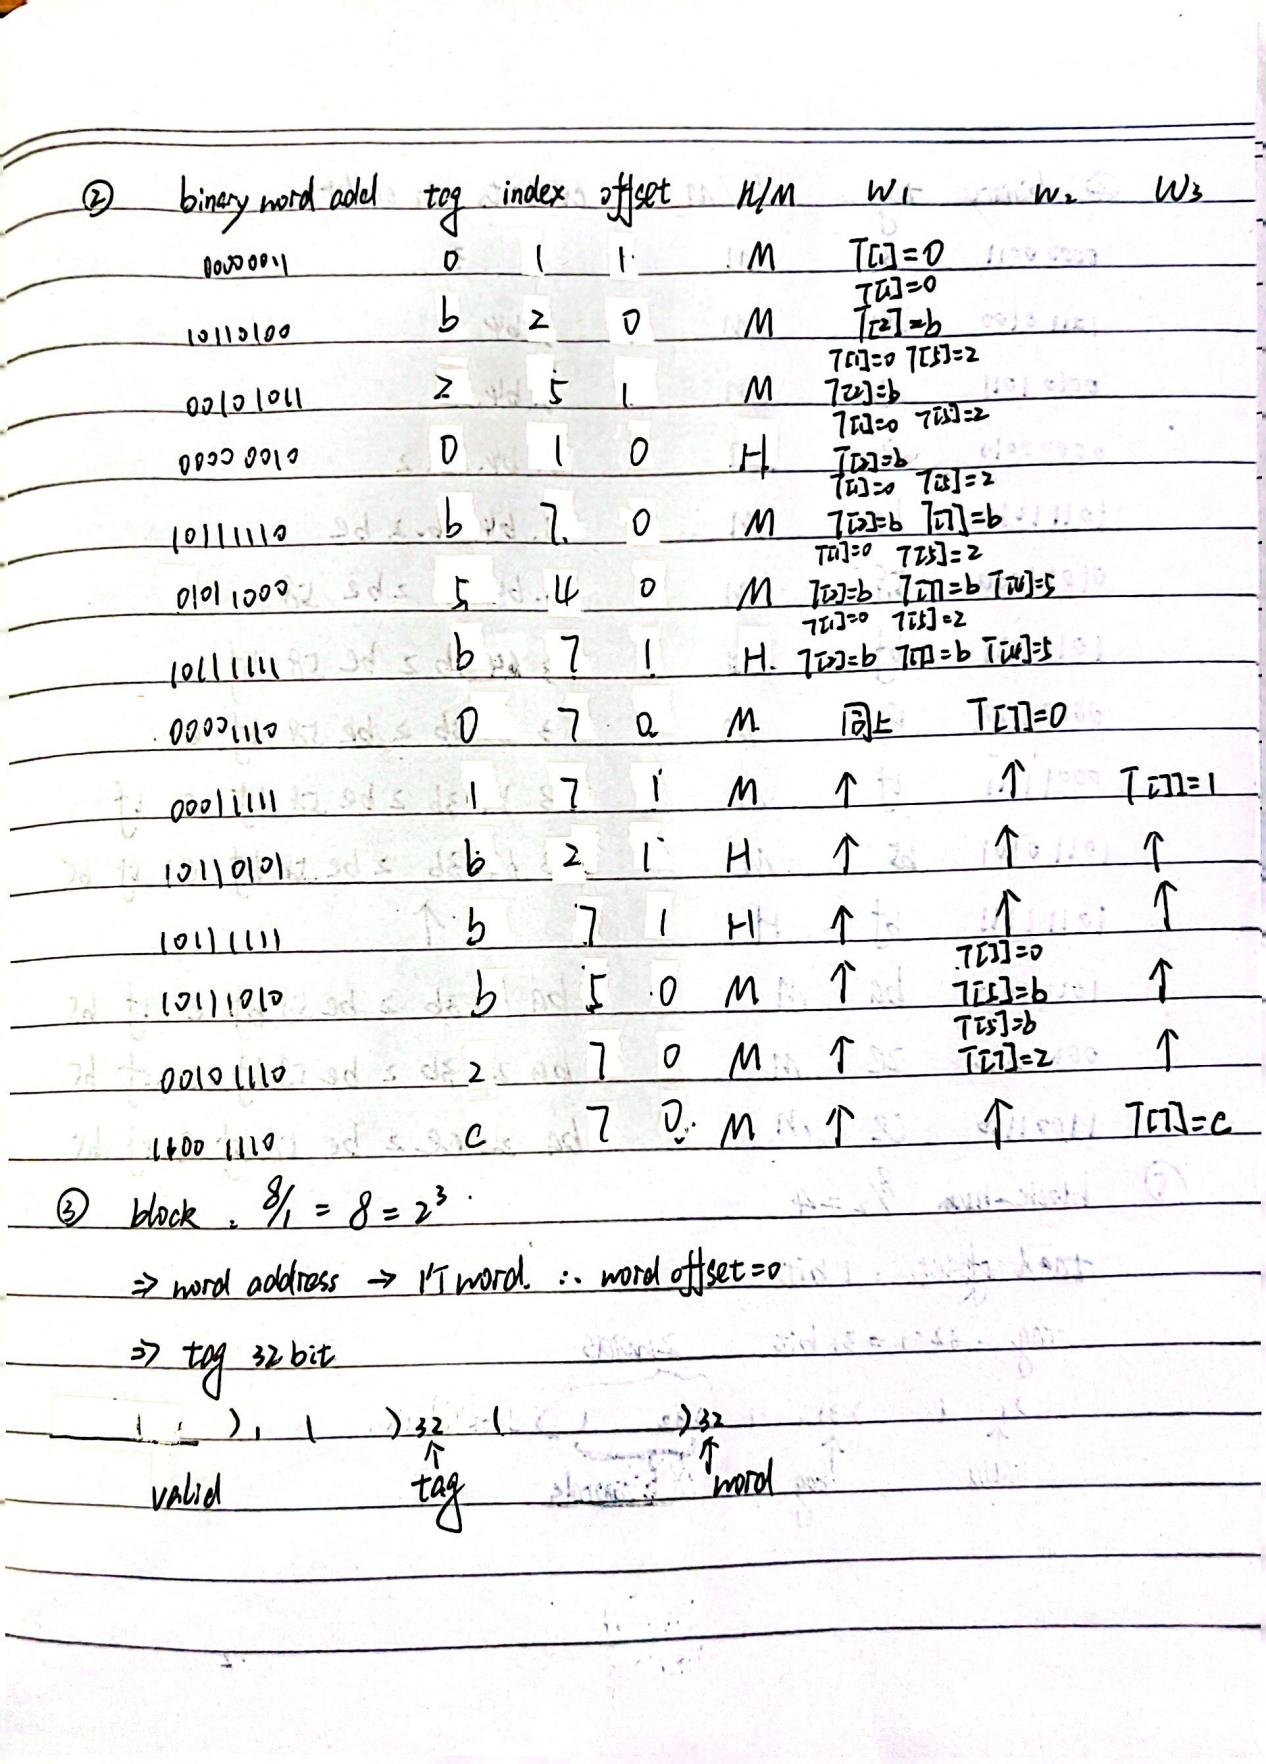 ② binary word add tag index offset H/M W1 W2 W3
00000011 0 1 1 M T[1]=0
T[1]=0
10110100 b 2 0 M T[2]=b
T[1]=0 T[5]=2
00101011 2 5 1 M T[2]=b
T[1]=0 T[5]=2
00000010 0 1 0 H T[2]=b
T[1]=0 T[5]=2
10111110 b 7 0 M T[2]=b T[7]=b
T[1]=0 T[5]=2
01011000 5 4 0 M T[2]=b T[7]=b T[4]=5
T[1]=0 T[5]=2
10111111 b 7 1 H. T[2]=b T[7]=b T[4]=5
00001110 0 7 0 M 同上 T[7]=0
00011111 1 7 1 M ↑ ↑ T[7]=1
10110101 b 2 1 H ↑ ↑ ↑
10111111 b 7 1 H ↑ ↑ ↑
T[7]=0
10111010 b 5 0 M ↑ T[5]=b ↑
T[5]=b
00101110 2 7 0 M ↑ T[7]=2 ↑
11001110 c 7 0 M ↑ ↑ T[7]=c
③ block: 8/1 = 8 = 2³
⇒ word address → 1个word. ∴ word offset=0
⇒ tag 32bit
( )1 ( )32 ( )32
↑ ↑
valid tag word